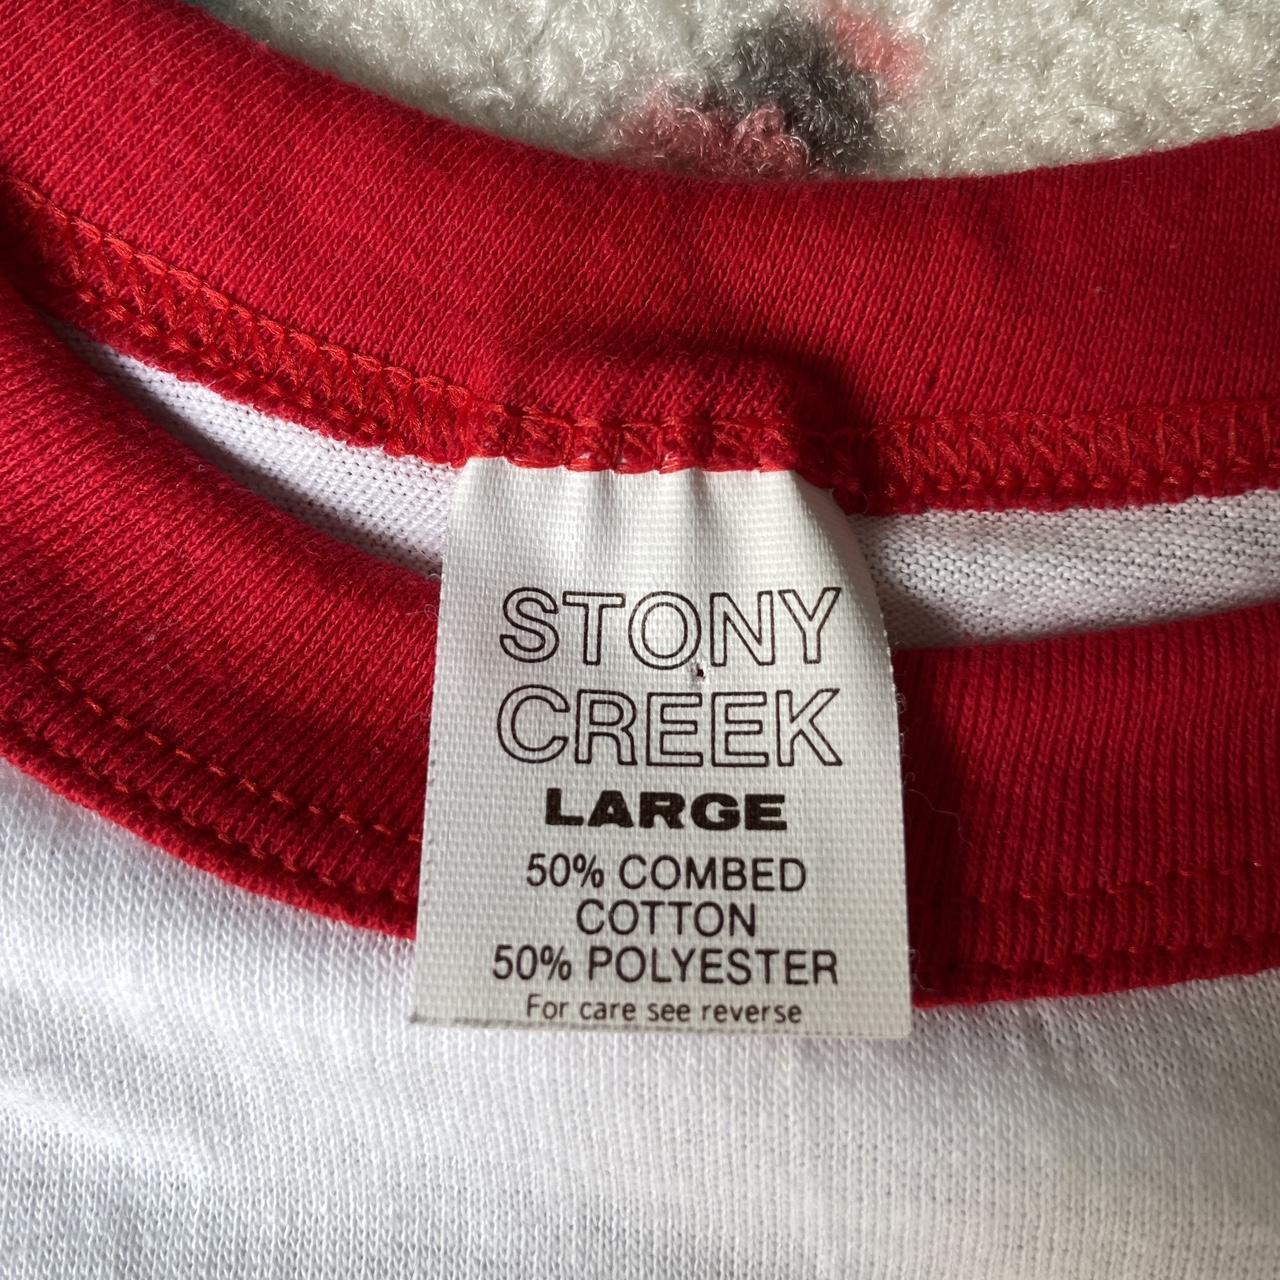 STONY
CREEK
LARGE
50% COMBED
COTTON
50% POLYESTER
For care see reverse